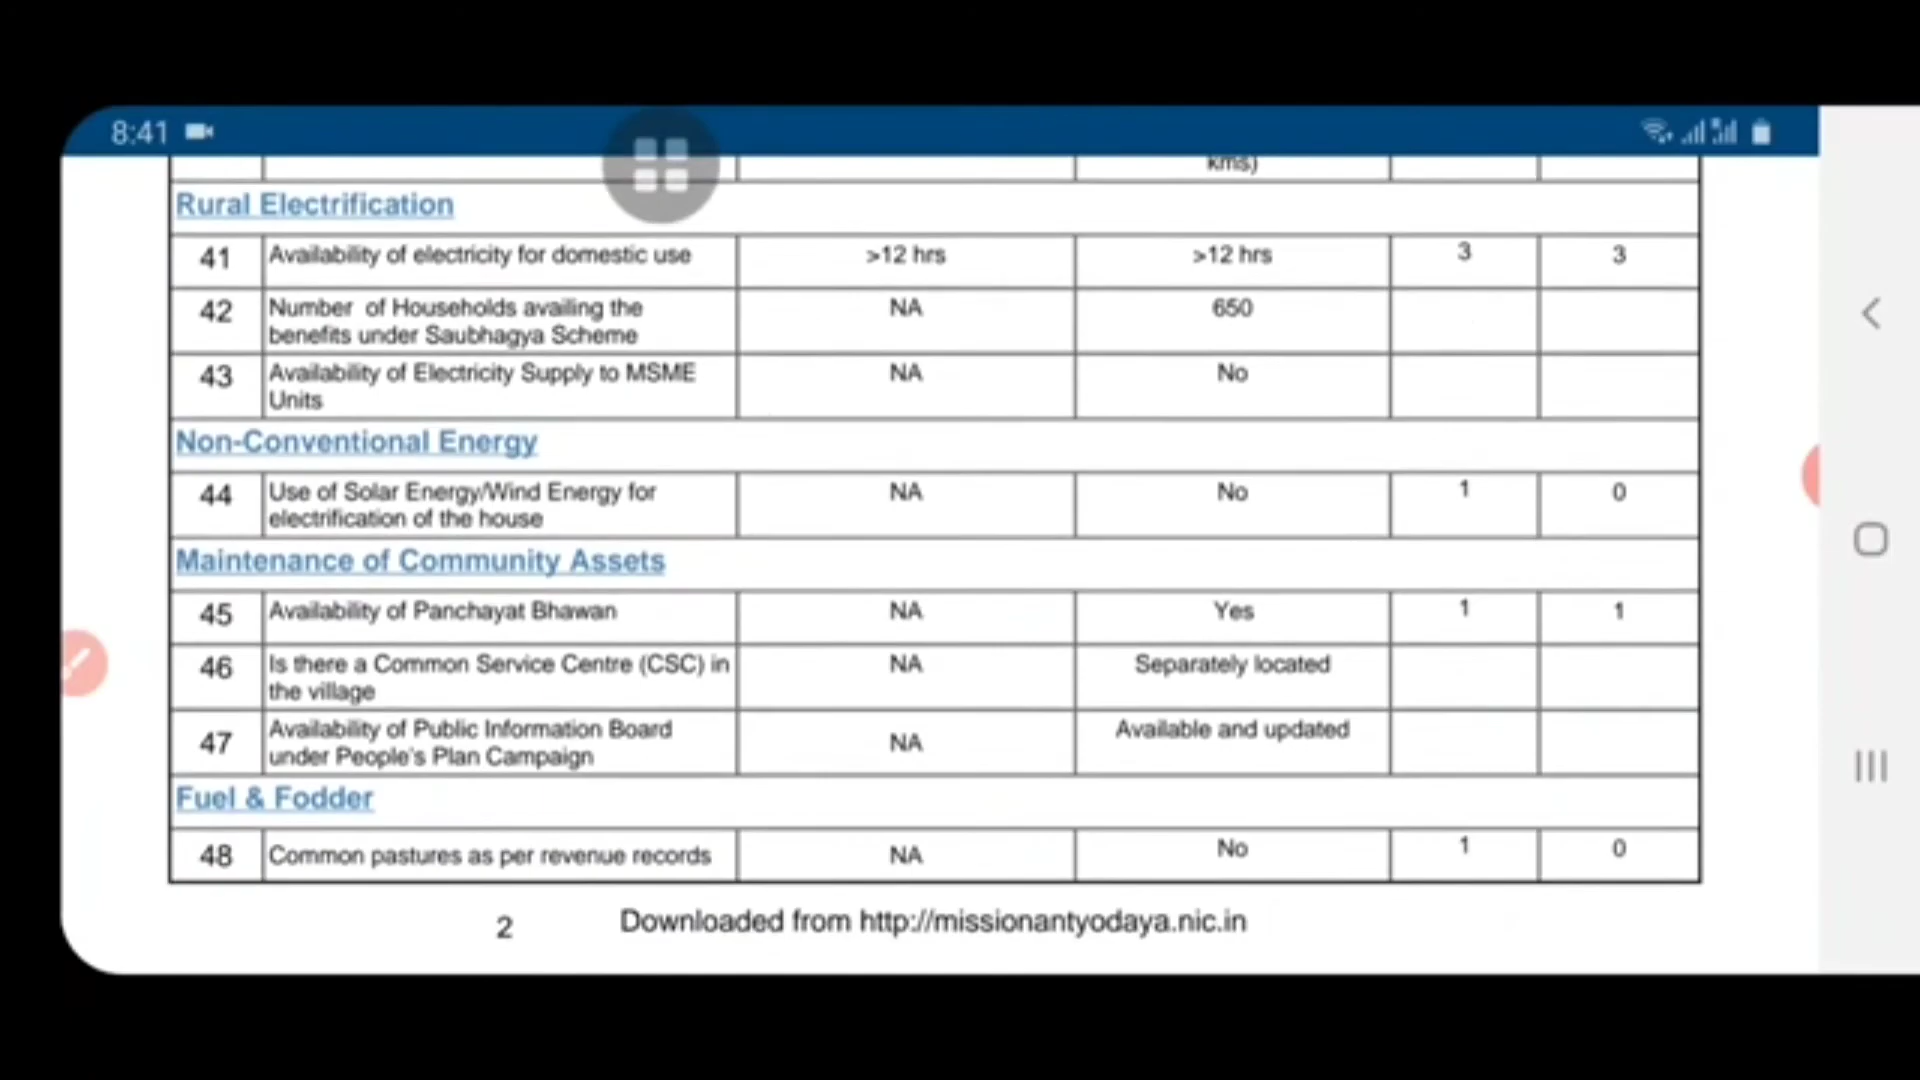 8:41
kms)
Rural Electrification
41 Availability of electricity for domestic use >12 hrs >12 hrs 3 3
42 Number of Households availing the benefits under Saubhagya Scheme NA 650
43 Availability of Electricity Supply to MSME Units NA No
Non-Conventional Energy
44 Use of Solar Energy/Wind Energy for electrification of the house NA No 1 0
Maintenance of Community Assets
45 Availability of Panchayat Bhawan NA Yes 1 1
46 Is there a Common Service Centre (CSC) in the village NA Separately located
47 Availability of Public Information Board under People's Plan Campaign NA Available and updated
Fuel & Fodder
48 Common pastures as per revenue records NA No 1 0
2 Downloaded from http://missionantyodaya.nic.in